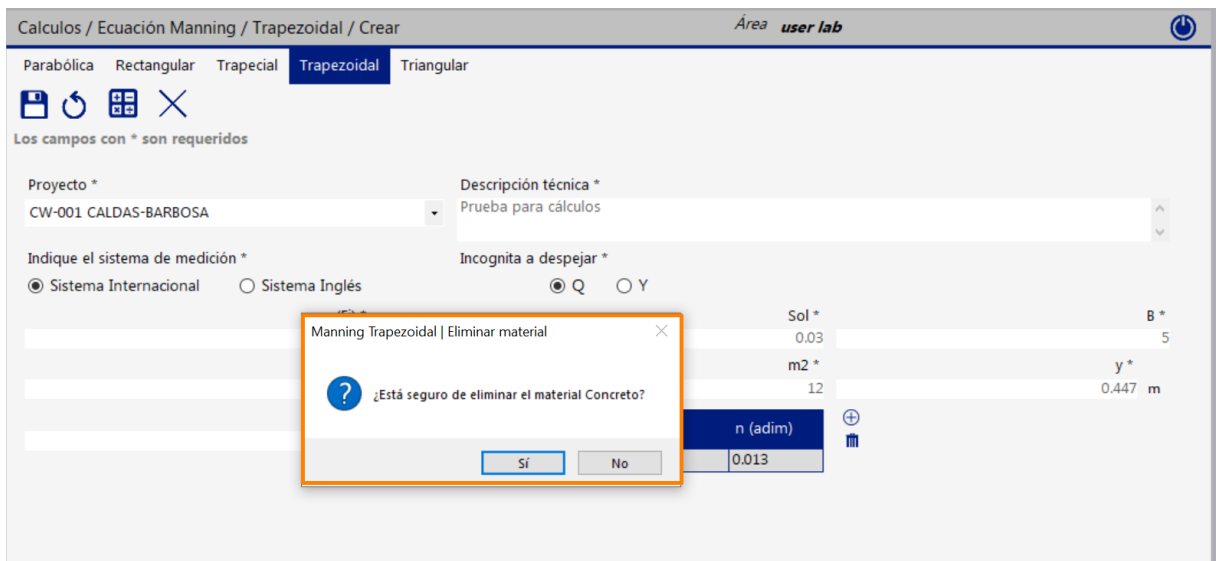 Calculos / Ecuación Manning / Trapezoidal / Crear Área user lab
Parabólica Rectangular Trapecial Trapezoidal Triangular
Los campos con * son requeridos
Proyecto * Descripción técnica *
CW-001 CALDAS-BARBOSA Prueba para cálculos
Indique el sistema de medición * Incognita a despejar *
Sistema Internacional Sistema Inglés Q Y
Sol * B *
0.03 5
m2 * y *
12 0.447 m
n (adim)
0.013
Manning Trapezoidal | Eliminar material
¿Está seguro de eliminar el material Concreto?
Sí No